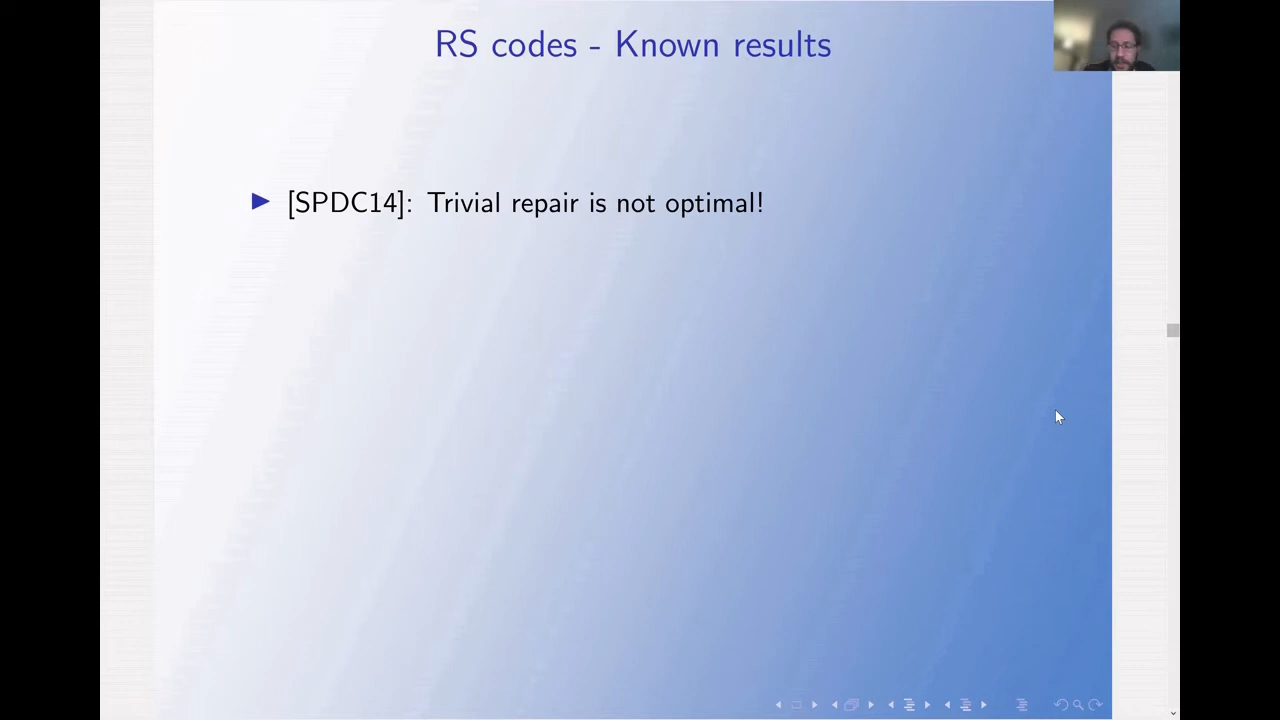 RS codes - Known results
▶ [SPDC14]: Trivial repair is not optimal!